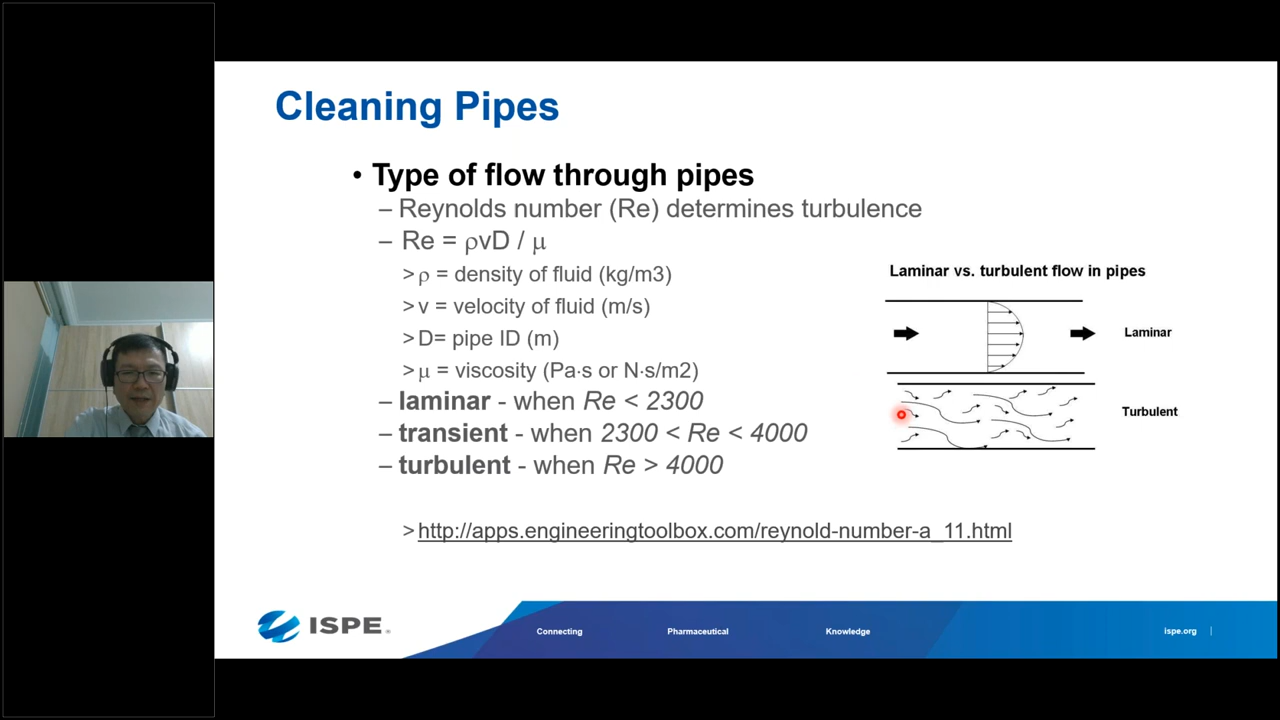 Cleaning Pipes
• Type of flow through pipes
– Reynolds number (Re) determines turbulence
– Re = ρvD / μ
> ρ = density of fluid (kg/m3)
> v = velocity of fluid (m/s)
> D= pipe ID (m)
> μ = viscosity (Pa·s or N·s/m2)
– laminar - when Re < 2300
– transient - when 2300 < Re < 4000
– turbulent - when Re > 4000
> http://apps.engineeringtoolbox.com/reynold-number-a_11.html
Laminar vs. turbulent flow in pipes
Laminar
Turbulent
ISPE®
Connecting Pharmaceutical Knowledge
ispe.org |